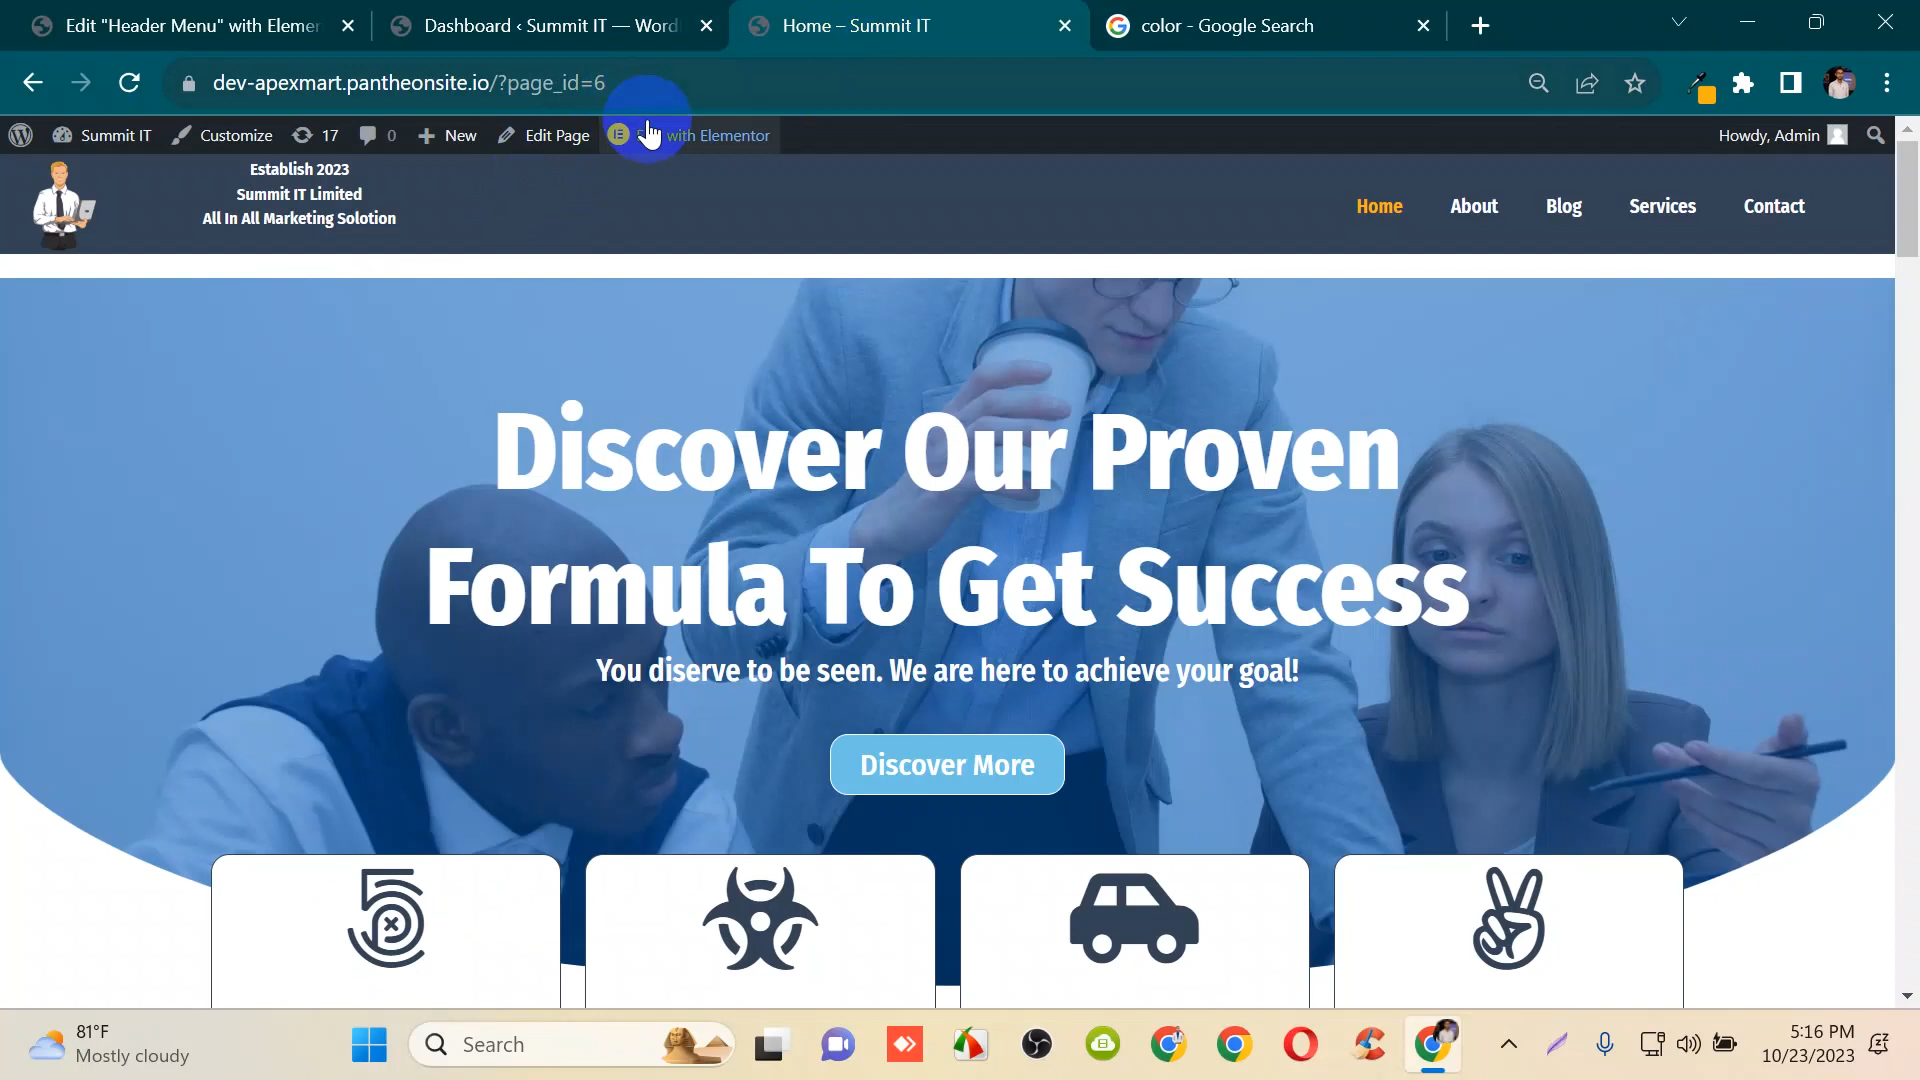 Edit "Header Menu" with Elemer
Dashboard ‹ Summit IT — Word
Home – Summit IT
color - Google Search
dev-apexmart.pantheonsite.io/?page_id=6
Summit IT
Customize
17
0
New
Edit Page
with Elementor
Howdy, Admin
Establish 2023
Summit IT Limited
All In All Marketing Solotion
Home
About
Blog
Services
Contact
Discover Our Proven
Formula To Get Success
You diserve to be seen. We are here to achieve your goal!
Discover More
81°F
Mostly cloudy
Search
5:16 PM
10/23/2023